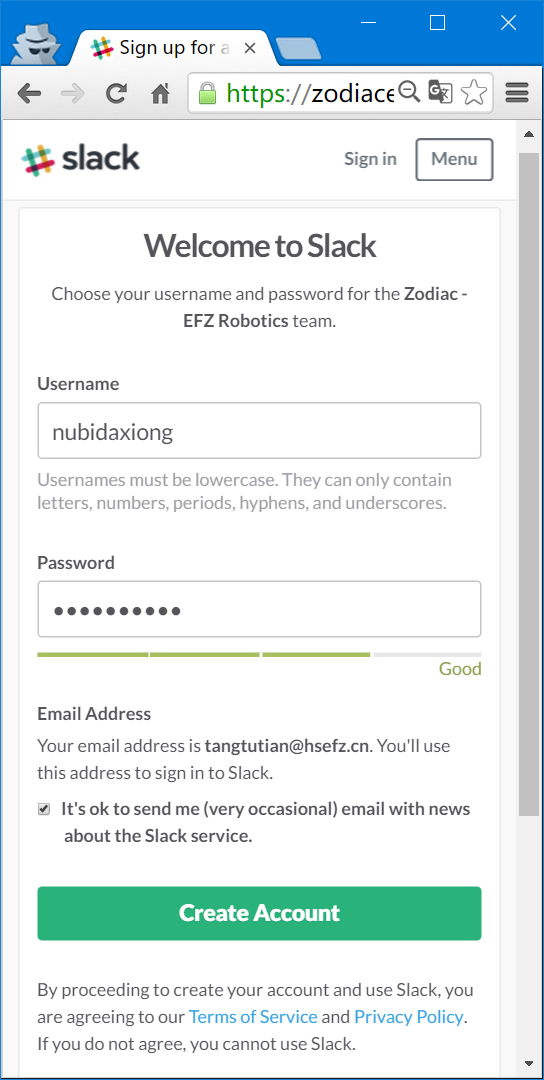 Sign up for a
https://zodiace
slack
Sign in
Menu
Welcome to Slack
Choose your username and password for the Zodiac -
EFZ Robotics team.
Username
nubidaxiong
Usernames must be lowercase. They can only contain
letters, numbers, periods, hyphens, and underscores.
Password
••••••••••
Good
Email Address
Your email address is tangtutian@hsefz.cn. You'll use
this address to sign in to Slack.
It's ok to send me (very occasional) email with news
about the Slack service.
Create Account
By proceeding to create your account and use Slack, you
are agreeing to our Terms of Service and Privacy Policy.
If you do not agree, you cannot use Slack.